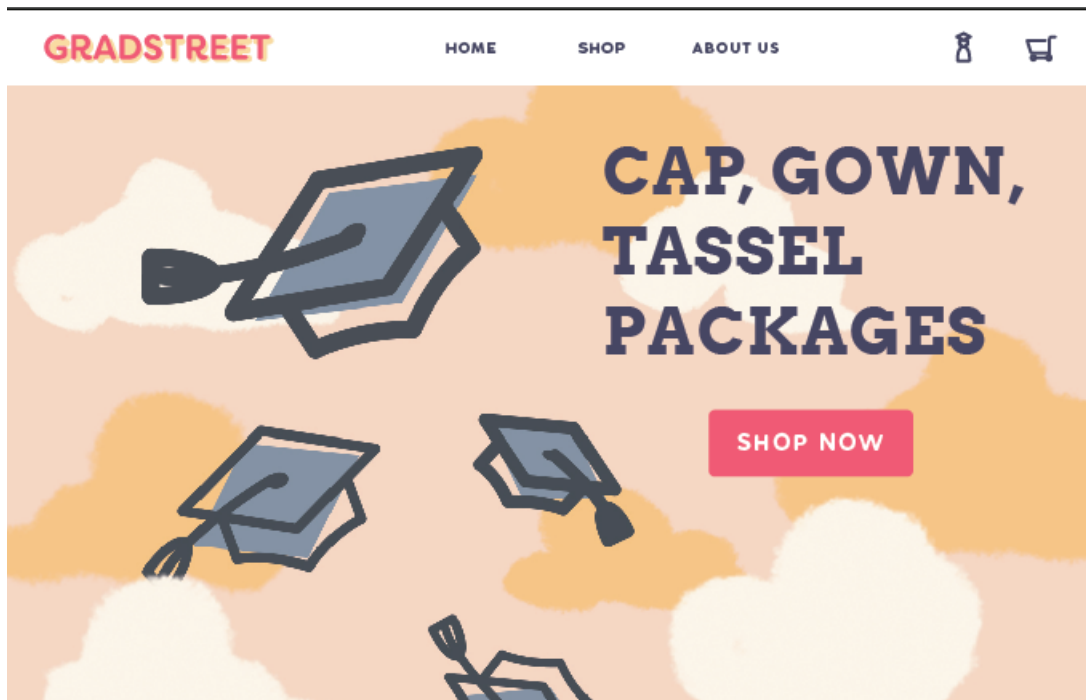 GRADSTREET
HOME SHOP ABOUT US
CAP, GOWN,
TASSEL
PACKAGES
SHOP NOW